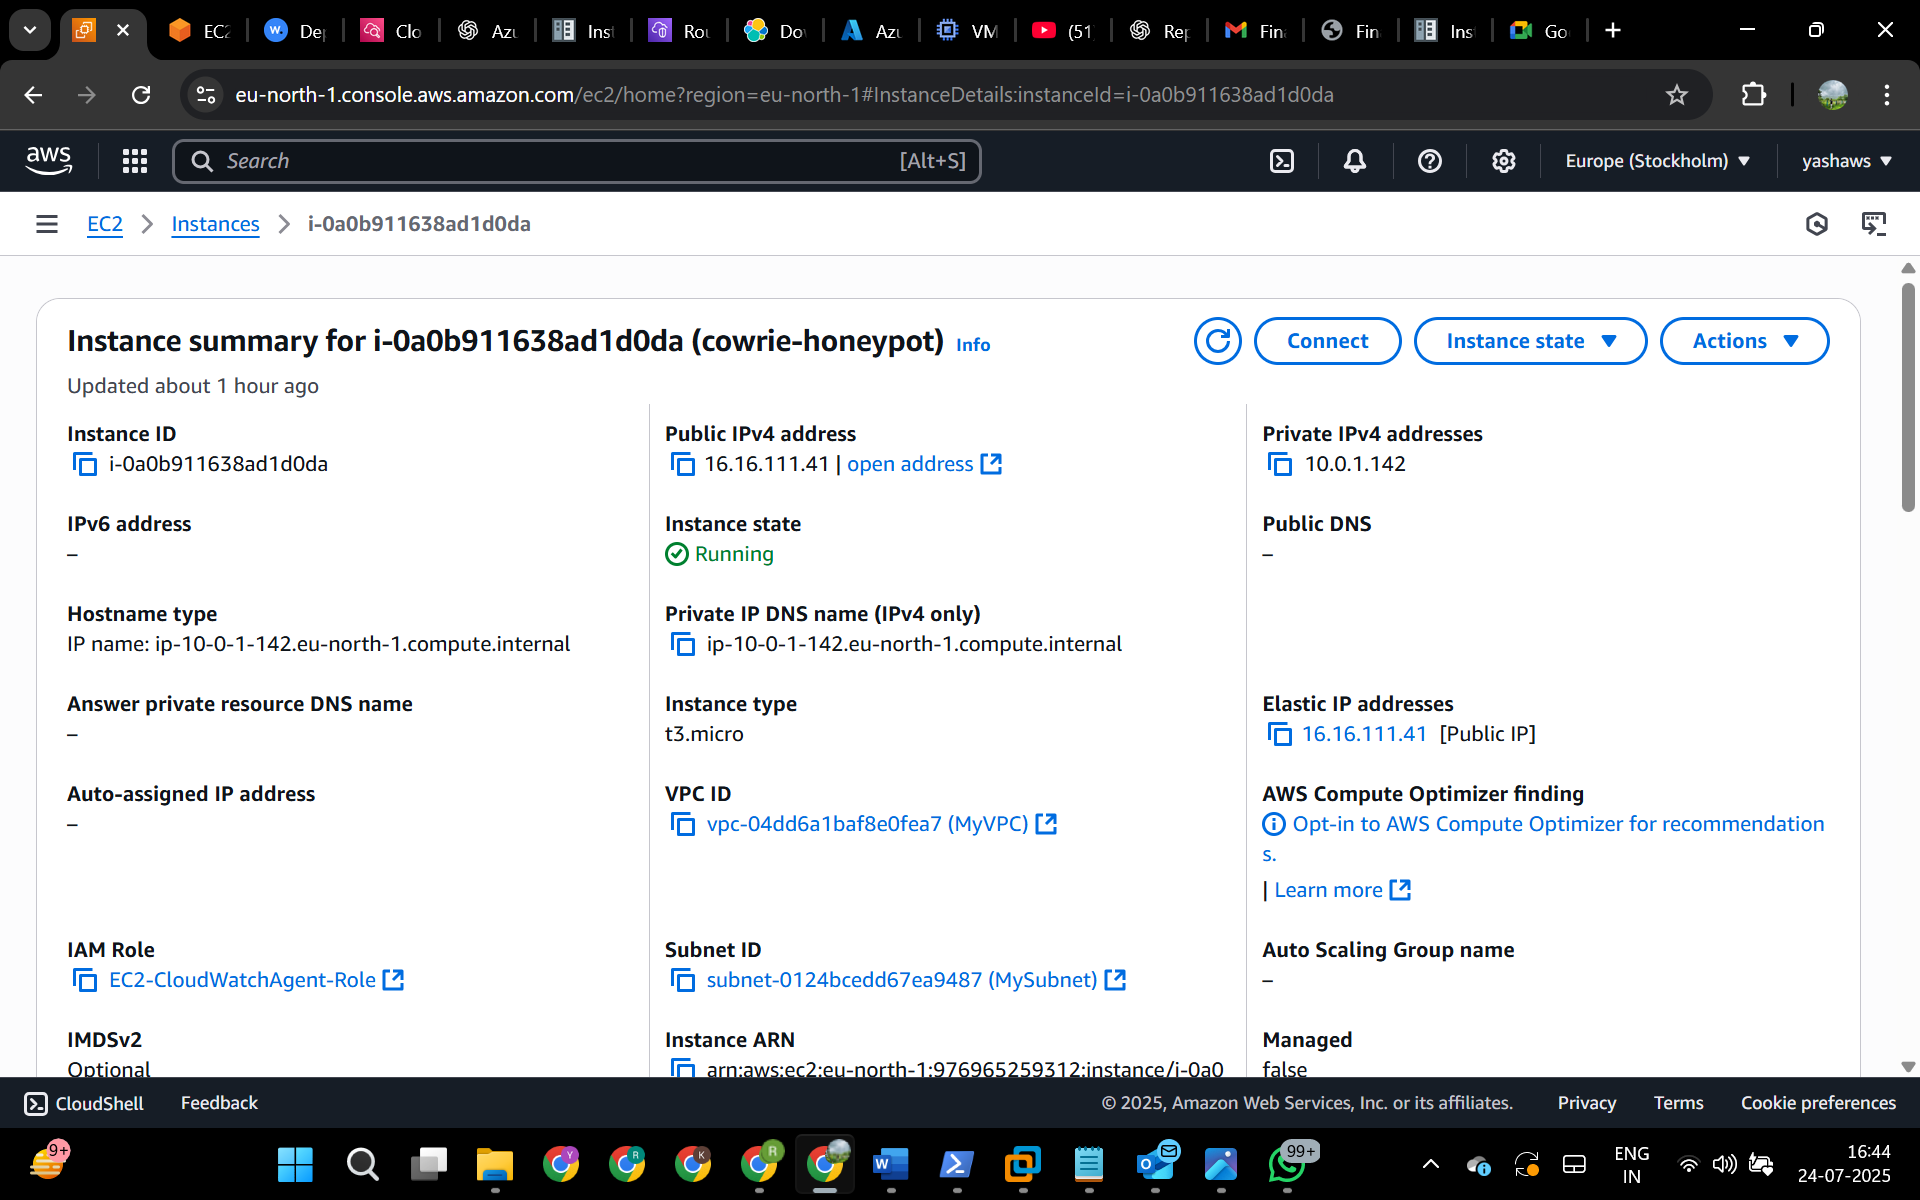 EC2
Dep
Clo
Azu
Inst
Rou
Dov
Azu
VM
(51)
Rep
Fin
Fin
Inst
Go
eu-north-1.console.aws.amazon.com/ec2/home?region=eu-north-1#InstanceDetails:instanceId=i-0a0b911638ad1d0da
aws
Search
[Alt+S]
Europe (Stockholm)
yashaws
EC2
Instances
i-0a0b911638ad1d0da
Instance summary for i-0a0b911638ad1d0da (cowrie-honeypot) Info
Connect
Instance state
Actions
Updated about 1 hour ago
Instance ID
i-0a0b911638ad1d0da
Public IPv4 address
16.16.111.41 | open address
Private IPv4 addresses
10.0.1.142
IPv6 address
–
Instance state
Running
Public DNS
–
Hostname type
IP name: ip-10-0-1-142.eu-north-1.compute.internal
Private IP DNS name (IPv4 only)
ip-10-0-1-142.eu-north-1.compute.internal
Answer private resource DNS name
–
Instance type
t3.micro
Elastic IP addresses
16.16.111.41 [Public IP]
Auto-assigned IP address
–
VPC ID
vpc-04dd6a1baf8e0fea7 (MyVPC)
AWS Compute Optimizer finding
Opt-in to AWS Compute Optimizer for recommendation
s.
| Learn more
IAM Role
EC2-CloudWatchAgent-Role
Subnet ID
subnet-0124bcedd67ea9487 (MySubnet)
Auto Scaling Group name
–
IMDSv2
Optional
Instance ARN
arn:aws:ec2:eu-north-1:976965259312:instance/i-0a0
Managed
false
CloudShell
Feedback
© 2025, Amazon Web Services, Inc. or its affiliates.
Privacy
Terms
Cookie preferences
9+
Y
R
K
R
W
99+
ENG
IN
16:44
24-07-2025